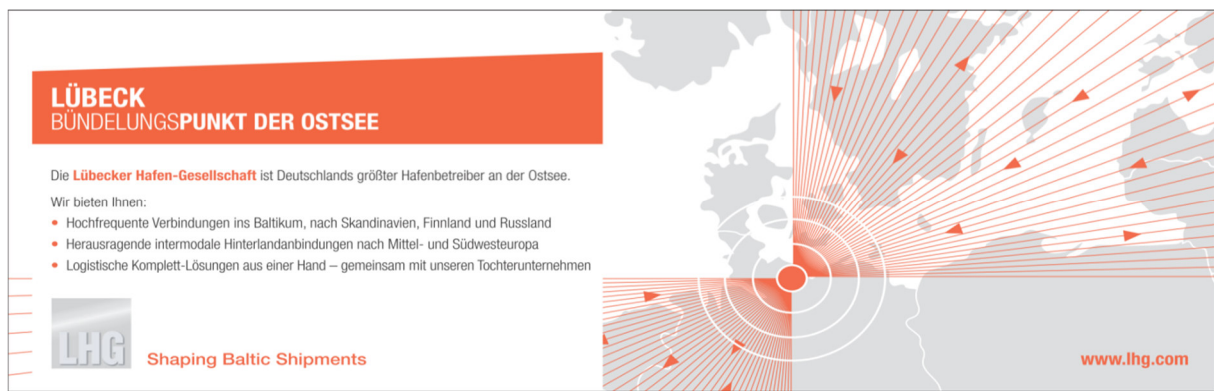 LÜBECK
BÜNDELUNGSPUNKT DER OSTSEE
Die Lübecker Hafen-Gesellschaft ist Deutschlands größter Hafenbetreiber an der Ostsee.
Wir bieten Ihnen:
• Hochfrequente Verbindungen ins Baltikum, nach Skandinavien, Finnland und Russland
• Herausragende intermodale Hinterlandanbindungen nach Mittel- und Südwesteuropa
• Logistische Komplett-Lösungen aus einer Hand – gemeinsam mit unseren Tochterunternehmen
LHG
Shaping Baltic Shipments
www.lhg.com